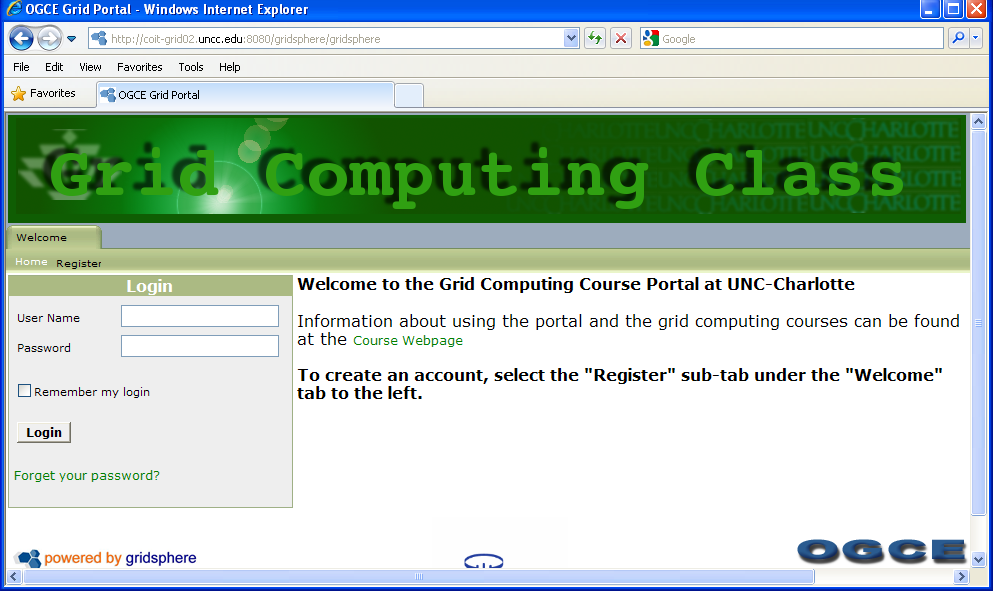 OGCE Grid Portal - Windows Internet Explorer
http://coit-grid02.uncc.edu:8080/gridsphere/gridsphere
Google
File Edit View Favorites Tools Help
Favorites
OGCE Grid Portal
UNC CHARLOTTE UNC CHARLOTTE
Grid Computing Class
Welcome
Home Register
Login
User Name
Password
Remember my login
Login
Forget your password?
Welcome to the Grid Computing Course Portal at UNC-Charlotte
Information about using the portal and the grid computing courses can be found
at the Course Webpage
To create an account, select the "Register" sub-tab under the "Welcome"
tab to the left.
powered by gridsphere
OGCE